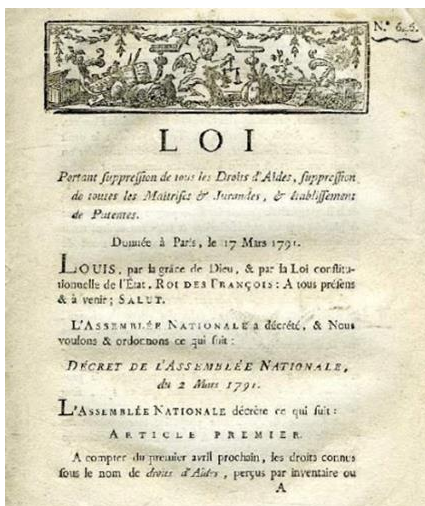 N.º 6.
LOI
Portant suppression de tous les Droits d'Aides, suppression
de toutes les Maîtrises & Jurandes, & établissement
de Patentes.
Donnée à Paris, le 17 Mars 1791.
LOUIS, par la grâce de Dieu, & par la Loi constitu-
tionnelle de l'État, ROI DES FRANÇOIS : A tous présens
& à venir ; SALUT.
L'ASSEMBLÉE NATIONALE a décrété, & Nous
voulons & ordonnons ce qui suit :
DÉCRET DE L'ASSEMBLÉE NATIONALE,
du 2 Mars 1791.
L'ASSEMBLÉE NATIONALE décrète ce qui suit :
ARTICLE PREMIER.
A compter du premier avril prochain, les droits connus
sous le nom de droits d'Aides, perçus par inventaire ou
A